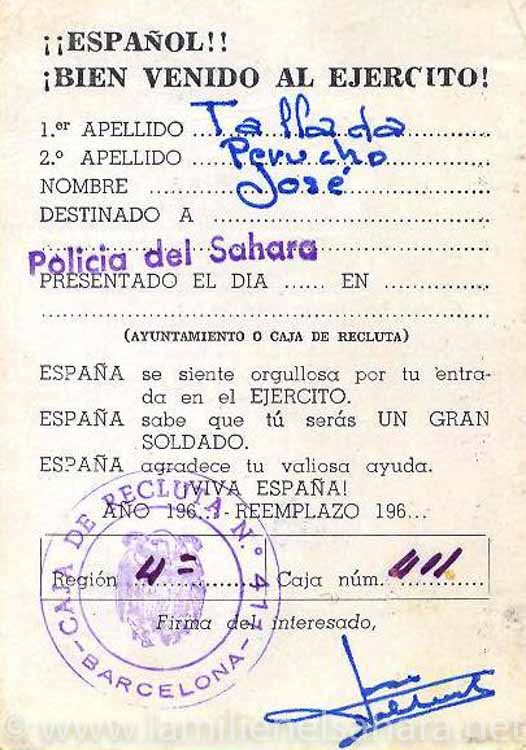 ¡¡ESPAÑOL!!
¡BIEN VENIDO AL EJERCITO!
1.er APELLIDO ... Tallada ...
2.º APELLIDO ... Perucho ...
NOMBRE ... José ...
DESTINADO A ...
Policia del Sahara
PRESENTADO EL DIA ...... EN ...
(AYUNTAMIENTO O CAJA DE RECLUTA)
ESPAÑA se siente orgullosa por tu entra-
da en el EJERCITO.
ESPAÑA sabe que tú serás UN GRAN
SOLDADO.
ESPAÑA agradece tu valiosa ayuda.
¡VIVA ESPAÑA!
AÑO 196...-REEMPLAZO 196...
Región 4= ... Caja núm. 411 ...
Firma del interesado,
CAJA DE RECLUTA N.º 411
-BARCELONA-
© www.lamilienelsahara.net